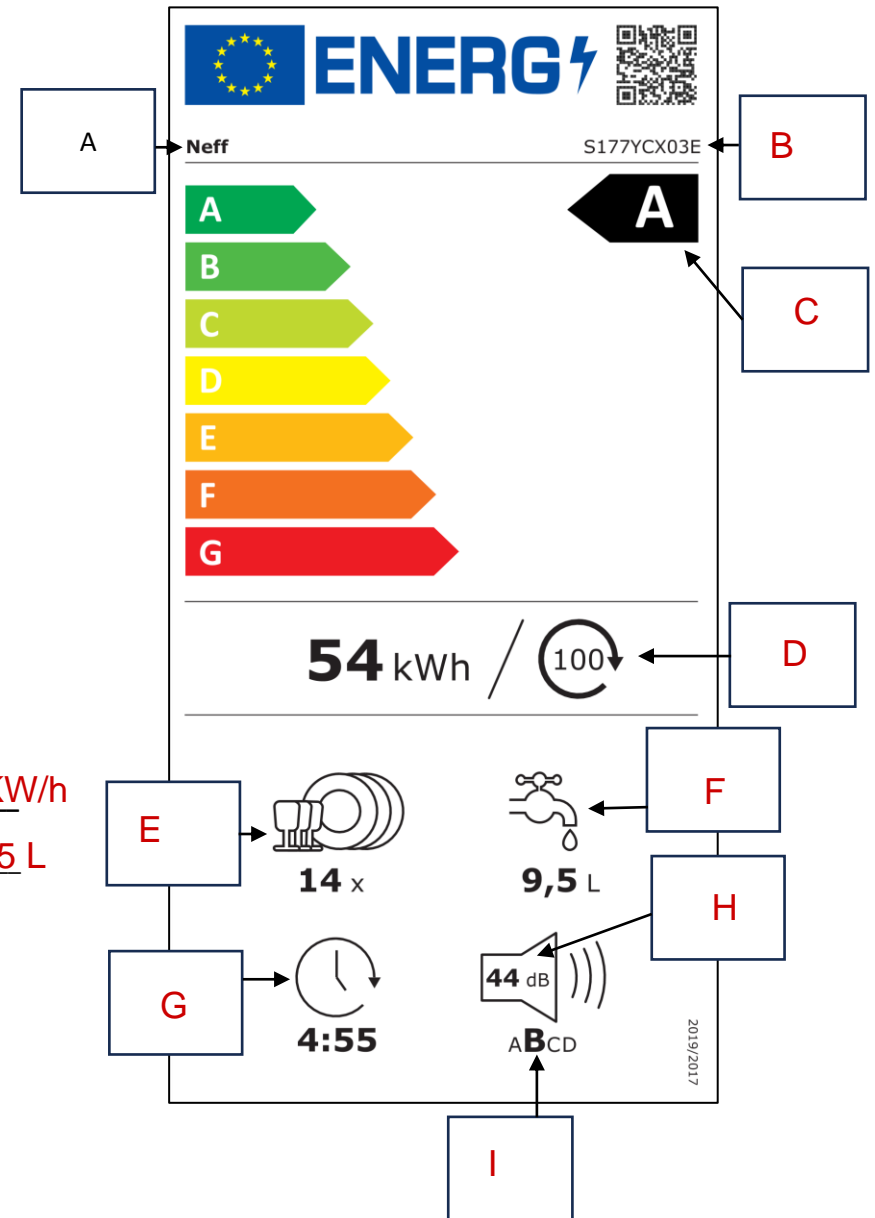 ENERG
A
Neff
S177YCX03E
B
A
A
B
C
C
D
E
F
G
54 kWh / 100
D
KW/h
5 L
E
F
14 x
9,5 L
H
G
44 dB
4:55
ABCD
2019/2017
I